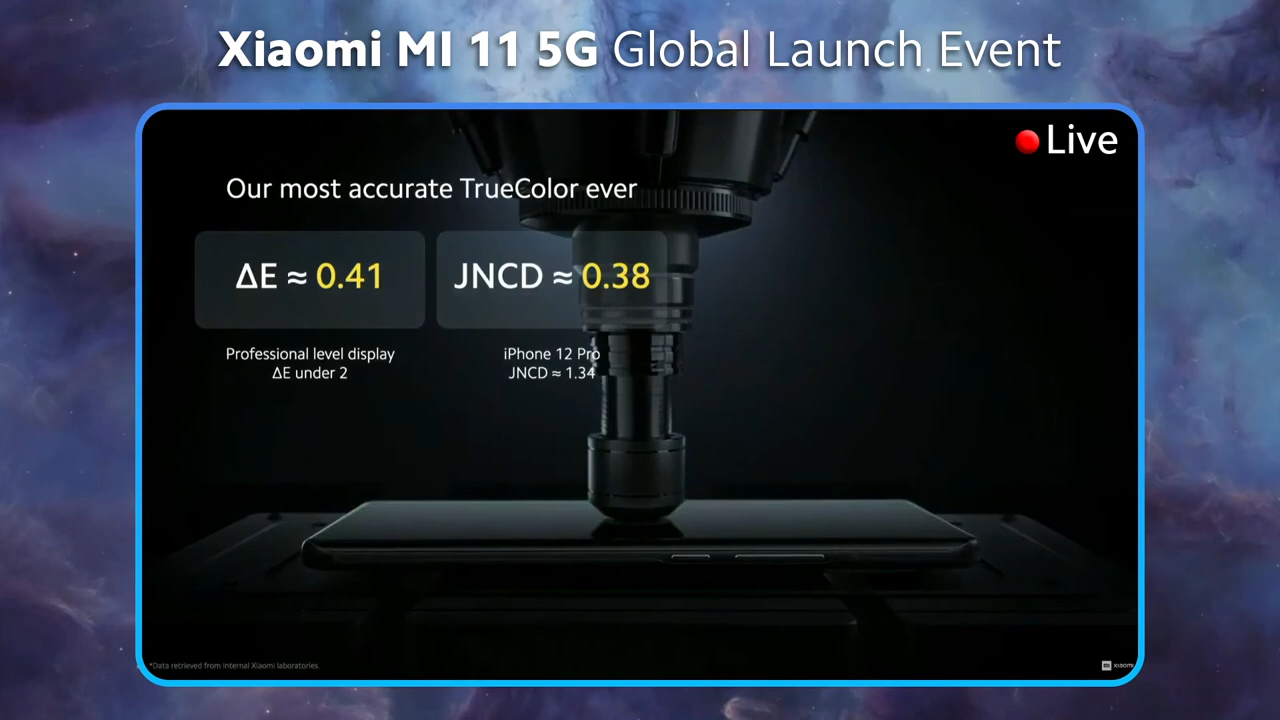 Xiaomi MI 11 5G Global Launch Event
Live
Our most accurate TrueColor ever
ΔE ≈ 0.41
JNCD ≈ 0.38
Professional level display
ΔE under 2
iPhone 12 Pro
JNCD ≈ 1.34
*Data retrieved from internal Xiaomi laboratories.
xiaomi